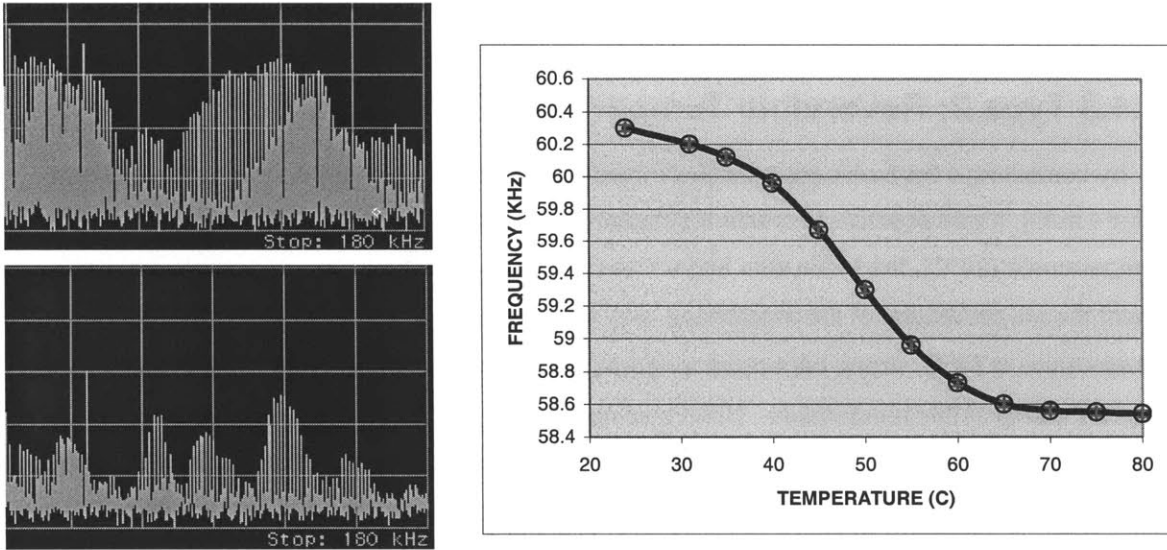 Stop: 180 kHz
Stop: 180 kHz
FREQUENCY (KHz)
60.6
60.4
60.2
60
59.8
59.6
59.4
59.2
59
58.8
58.6
58.4
20 30 40 50 60 70 80
TEMPERATURE (C)